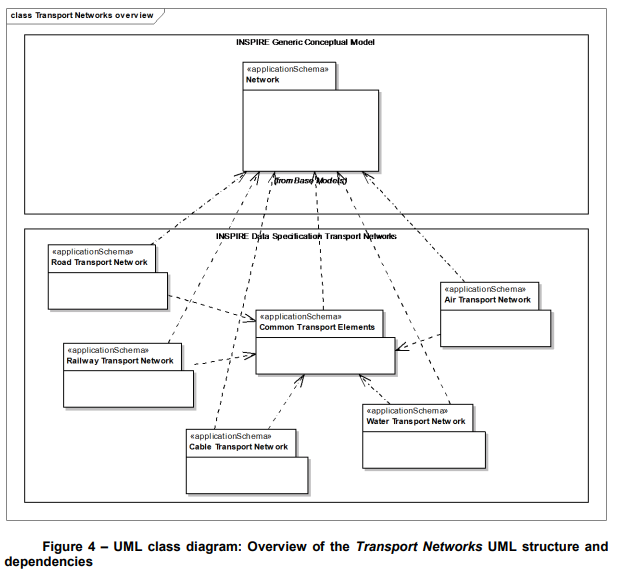 class Transport Networks overview
INSPIRE Generic Conceptual Model
«applicationSchema»
Network
(from Base Models)
INSPIRE Data Specification Transport Networks
«applicationSchema»
Road Transport Network
«applicationSchema»
Air Transport Network
«applicationSchema»
Common Transport Elements
«applicationSchema»
Railway Transport Network
«applicationSchema»
Water Transport Network
«applicationSchema»
Cable Transport Network
Figure 4 – UML class diagram: Overview of the Transport Networks UML structure and
dependencies